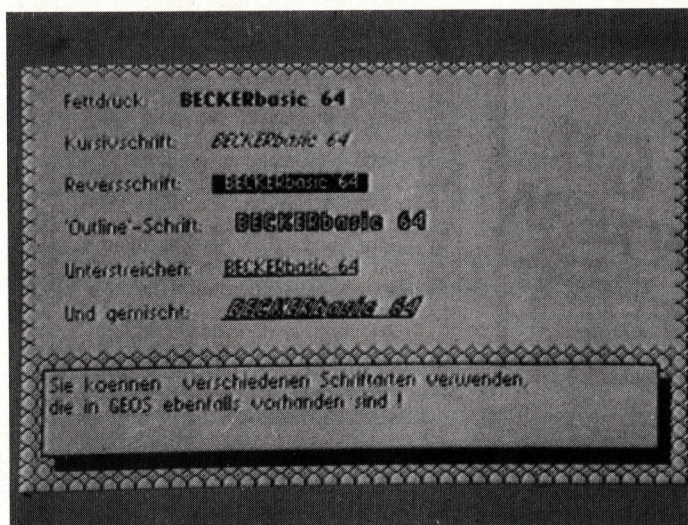 Fettdruck: BECKERbasic 64
Kursivschrift: BECKERbasic 64
Reversschrift: BECKERbasic 64
'Outline'-Schrift: BECKERbasic 64
Unterstreichen: BECKERbasic 64
Und gemischt: BECKERbasic 64
Sie koennen verschiedenen Schriftarten verwenden,
die in GEOS ebenfalls vorhanden sind !